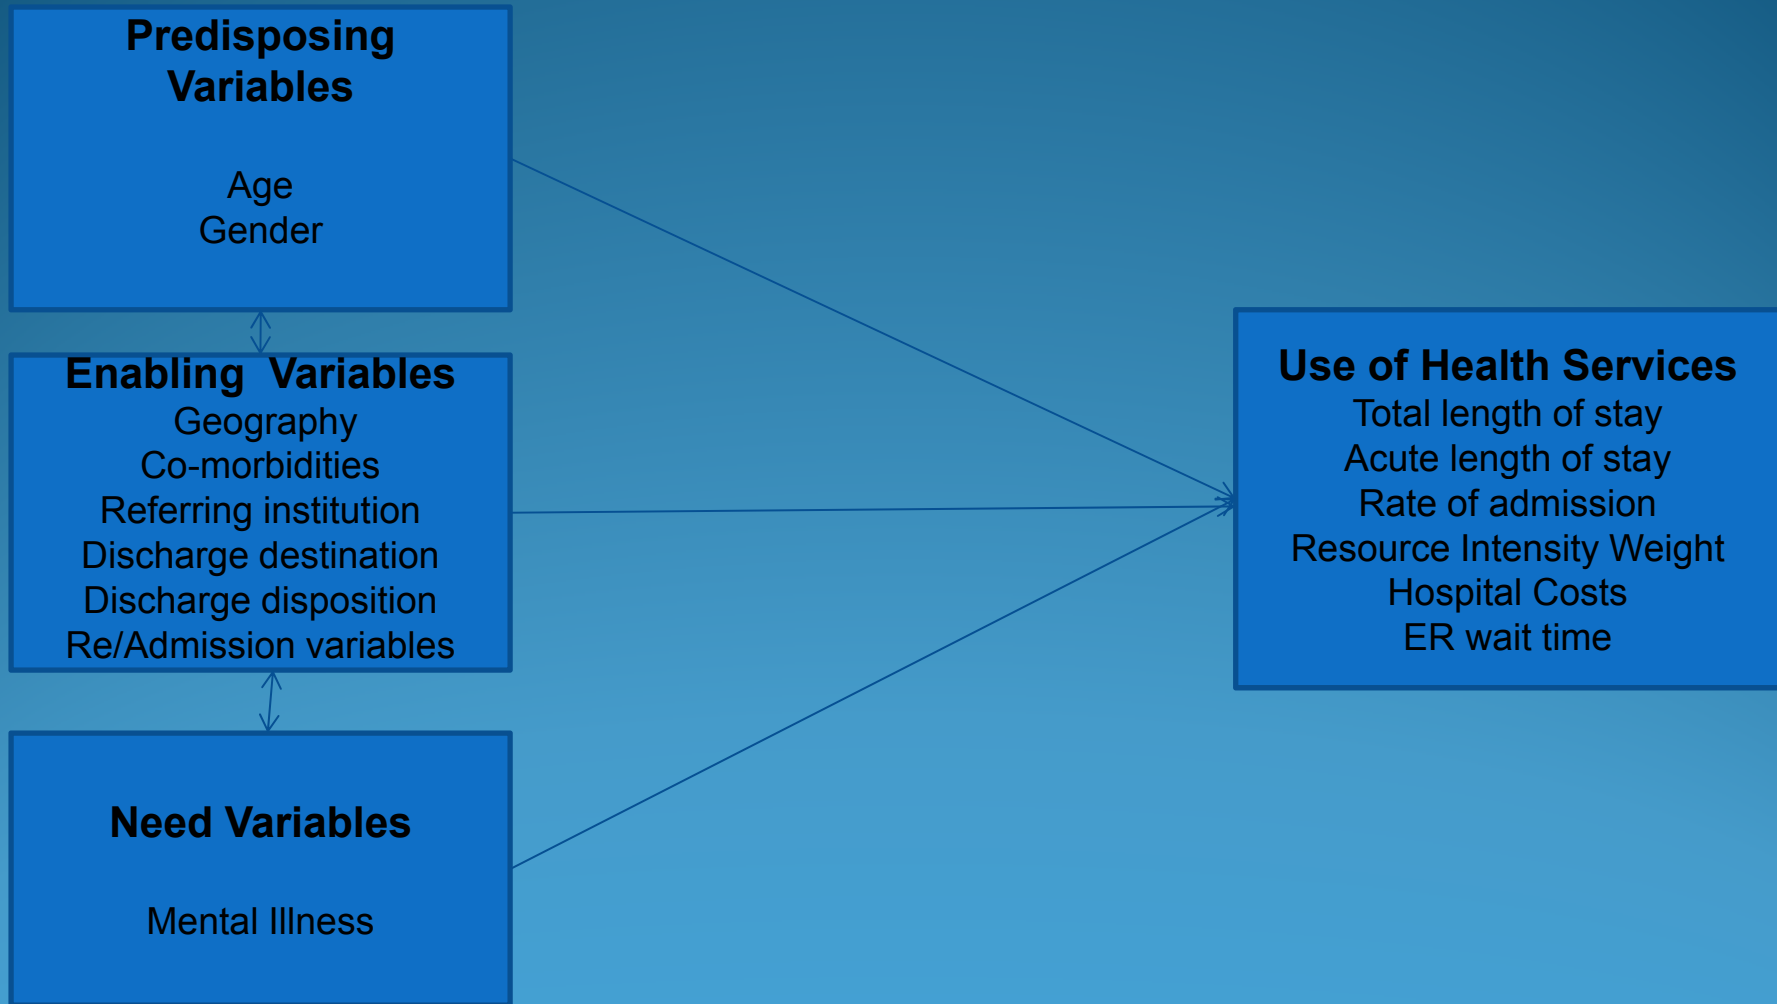 Predisposing
Variables
Age
Gender
Enabling  Variables
Geography
Co-morbidities
Referring institution
Discharge destination
Discharge disposition
Re/Admission variables
Need Variables
Mental Illness
Use of Health Services
Total length of stay
Acute length of stay
Rate of admission
Resource Intensity Weight
Hospital Costs
ER wait time